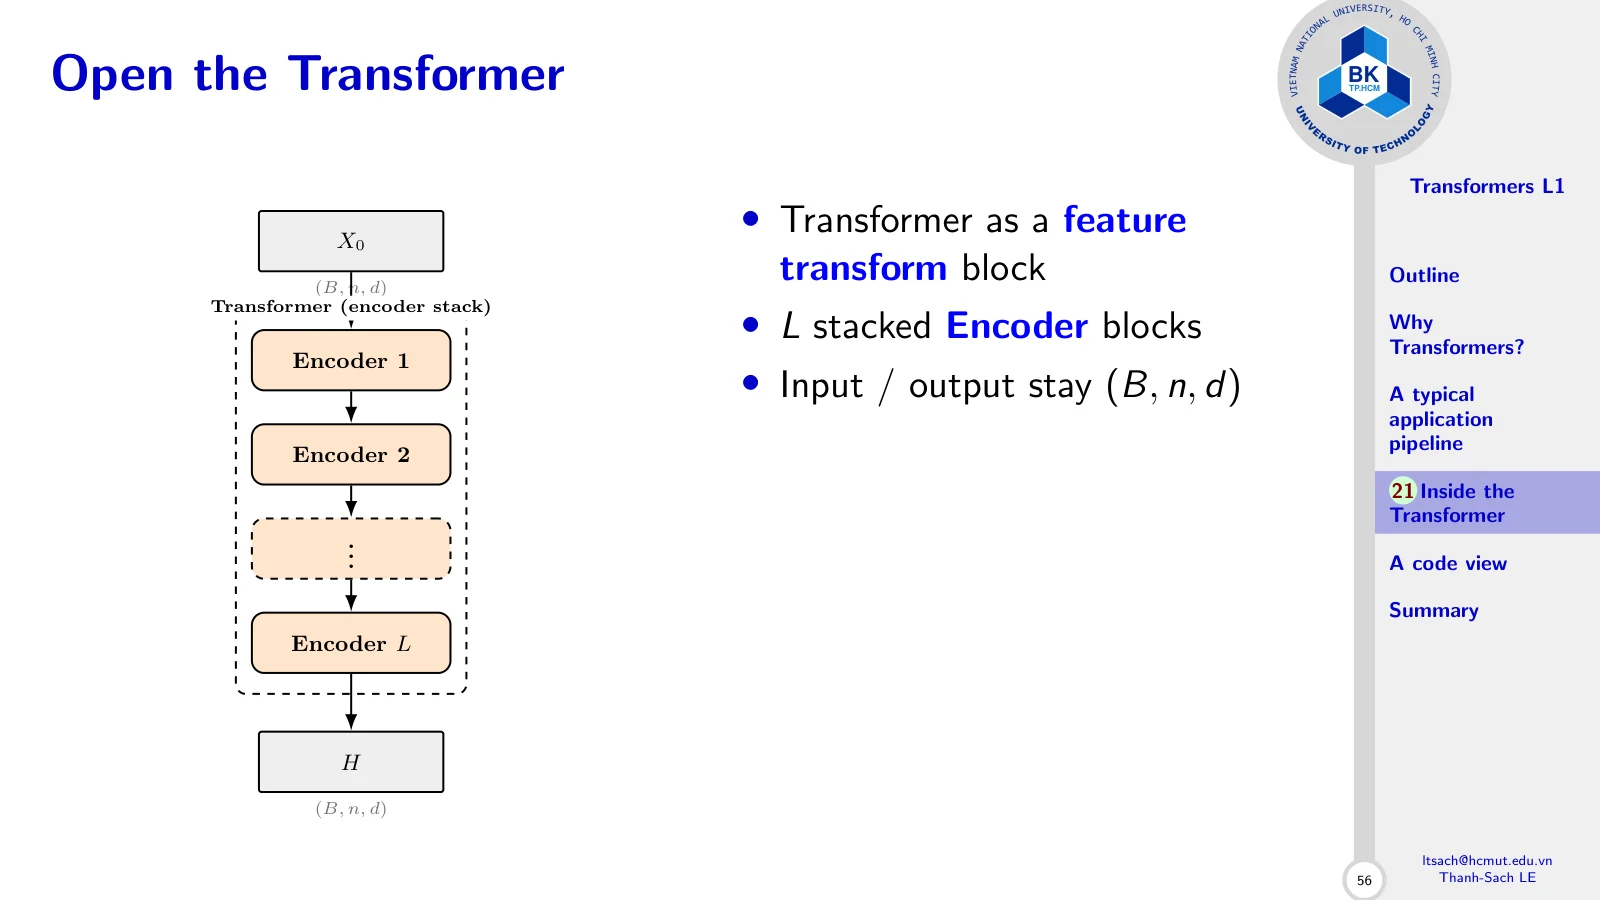 Open the Transformer
X₀
(B, n, d)
Transformer (encoder stack)
Encoder 1
Encoder 2
⋮
Encoder L
H
(B, n, d)
• Transformer as a feature
transform block
• L stacked Encoder blocks
• Input / output stay (B, n, d)
VIETNAM NATIONAL UNIVERSITY, HO CHI MINH CITY
BK
TP.HCM
UNIVERSITY OF TECHNOLOGY
Transformers L1
Outline
Why
Transformers?
A typical
application
pipeline
21 Inside the
Transformer
A code view
Summary
ltsach@hcmut.edu.vn
Thanh-Sach LE
56